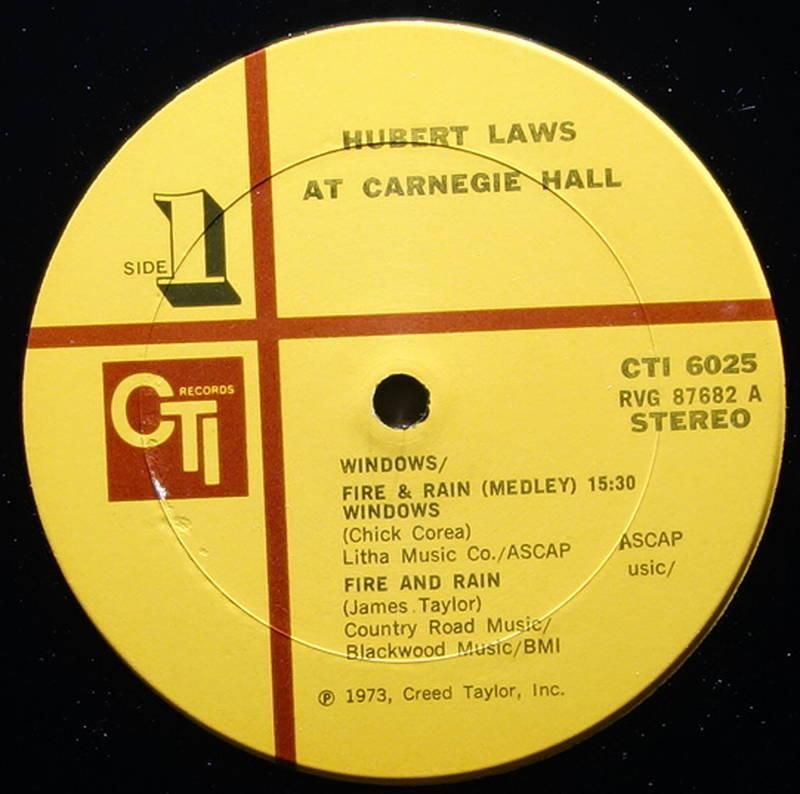 HUBERT LAWS
AT CARNEGIE HALL
SIDE 1
CTI RECORDS
CTI 6025
RVG 87682 A
STEREO
WINDOWS/
FIRE & RAIN (MEDLEY) 15:30
WINDOWS
(Chick Corea)
Litha Music Co./ASCAP
ASCAP
usic/
FIRE AND RAIN
(James Taylor)
Country Road Music/
Blackwood Music/BMI
℗ 1973, Creed Taylor, Inc.